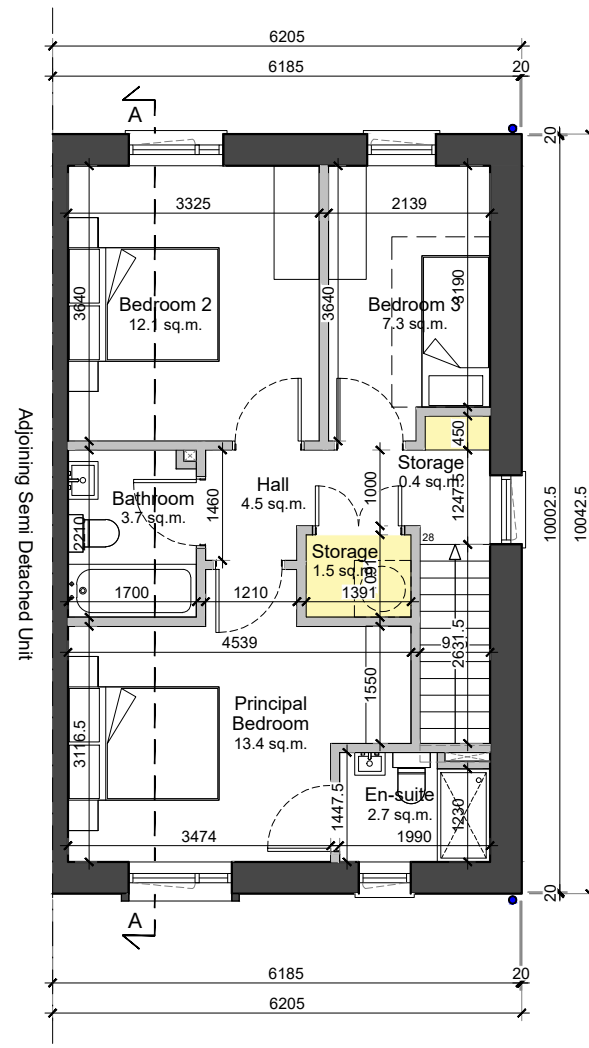 6205
6185
20
A
20
3325
2139
3640
3640
3190
Bedroom 2
12.1 sq.m.
Bedroom 3
7.3 sq.m.
450
Storage
0.4 sq.m.
1000
1247.5
10002.5
10042.5
Hall
4.5 sq.m.
1460
Bathroom
3.7 sq.m.
2210
Adjoining Semi Detached Unit
28
Storage
1.5 sq.m.
1700
1210
1391
4539
2631.5
1550
Principal
Bedroom
13.4 sq.m.
3116.5
En-suite
2.7 sq.m.
1447.5
1230
3474
1990
20
A
6185
20
6205